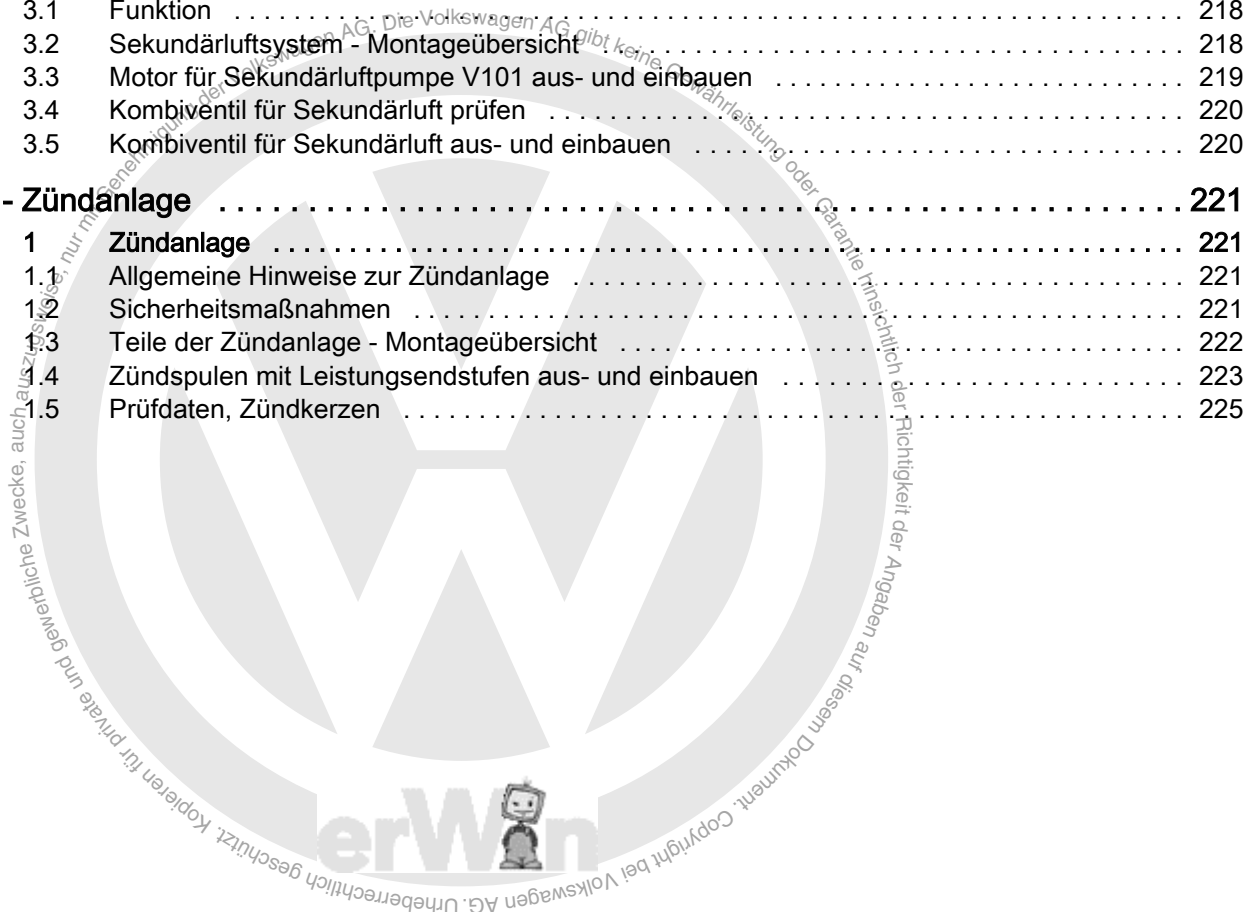 3.1 Funktion . . . . . . . . . . . . . . . . . . . . . . . . . . . . . . . . . . . . . . . . . . . . . . . . . . . . . . . . . . . . 218
3.2 Sekundärluftsystem - Montageübersicht . . . . . . . . . . . . . . . . . . . . . . . . . . . . . . . . . . . . 218
3.3 Motor für Sekundärluftpumpe V101 aus- und einbauen . . . . . . . . . . . . . . . . . . . . . . . . 219
3.4 Kombiventil für Sekundärluft prüfen . . . . . . . . . . . . . . . . . . . . . . . . . . . . . . . . . . . . . . . 220
3.5 Kombiventil für Sekundärluft aus- und einbauen . . . . . . . . . . . . . . . . . . . . . . . . . . . . . 220
- Zündanlage . . . . . . . . . . . . . . . . . . . . . . . . . . . . . . . . . . . . . . . . . . . . . . . . . . . . . . 221
1 Zündanlage . . . . . . . . . . . . . . . . . . . . . . . . . . . . . . . . . . . . . . . . . . . . . . . . . . . . . . . . . 221
1.1 Allgemeine Hinweise zur Zündanlage . . . . . . . . . . . . . . . . . . . . . . . . . . . . . . . . . . . . . . 221
1.2 Sicherheitsmaßnahmen . . . . . . . . . . . . . . . . . . . . . . . . . . . . . . . . . . . . . . . . . . . . . . . . 221
1.3 Teile der Zündanlage - Montageübersicht . . . . . . . . . . . . . . . . . . . . . . . . . . . . . . . . . . . 222
1.4 Zündspulen mit Leistungsendstufen aus- und einbauen . . . . . . . . . . . . . . . . . . . . . . . . 223
1.5 Prüfdaten, Zündkerzen . . . . . . . . . . . . . . . . . . . . . . . . . . . . . . . . . . . . . . . . . . . . . . . . . 225
Urheberrechtlich geschützt. Kopieren für private und gewerbliche Zwecke, auch auszugsweise, nur mit Genehmigung der Volkswagen AG. Die Volkswagen AG gibt keine Gewährleistung oder Garantie hinsichtlich der Richtigkeit der Angaben auf diesem Dokument. Copyright bei Volkswagen AG.
erWin